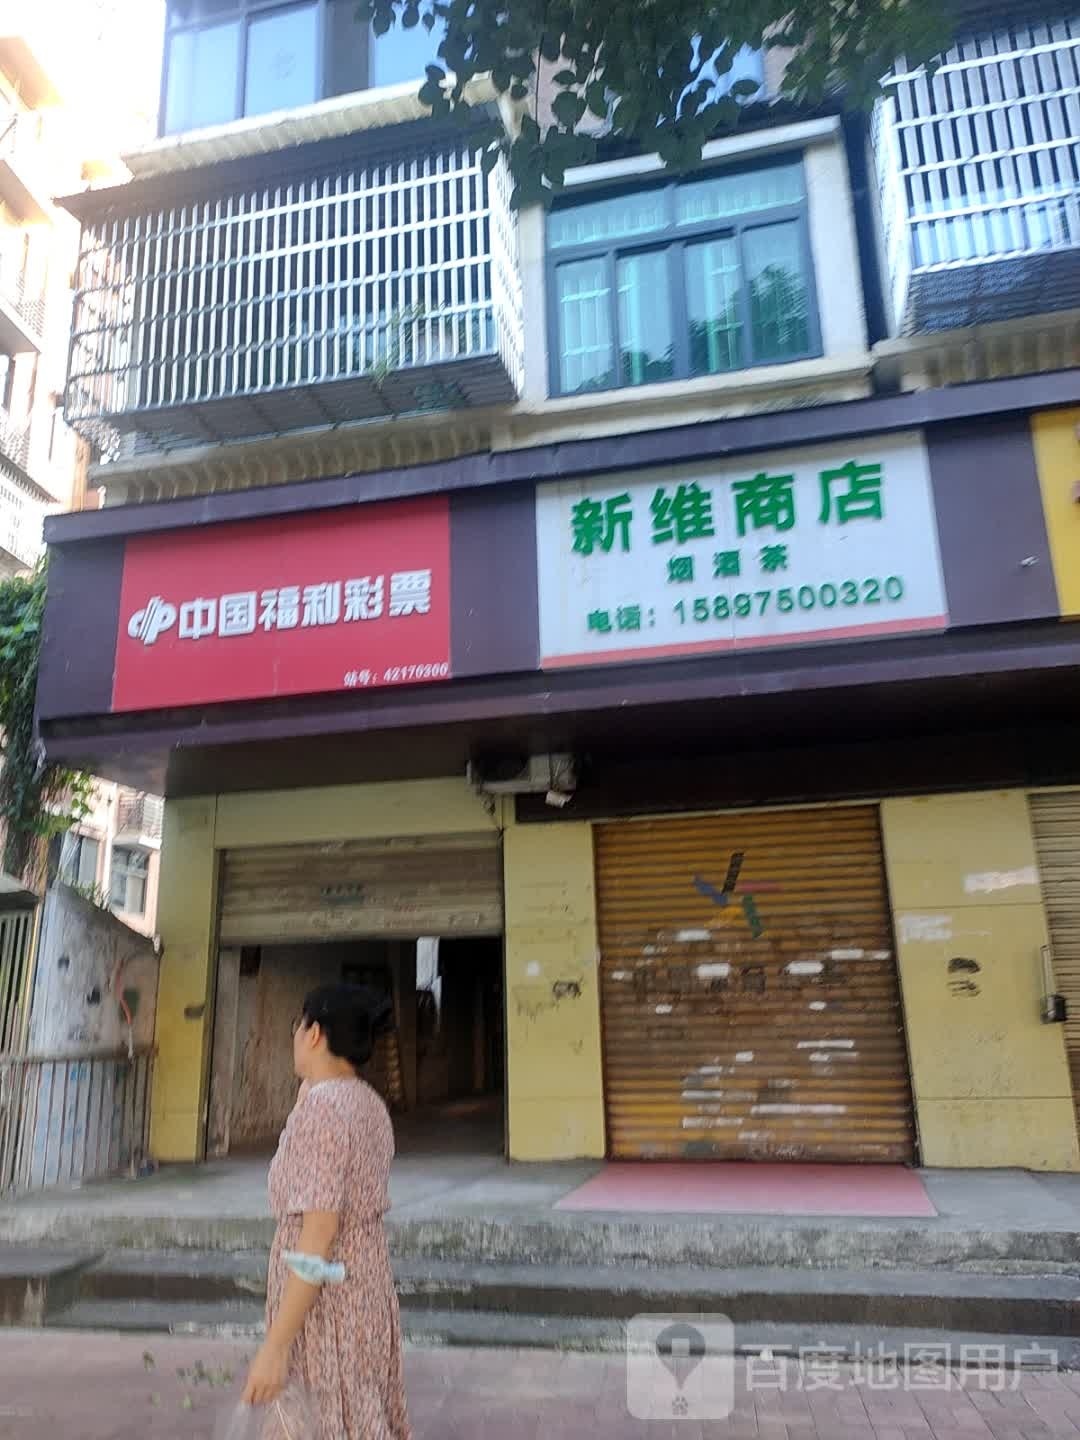 中国福利彩票
站号：42170306
新维商店
烟酒茶
电话：15897500320
百度地图用户